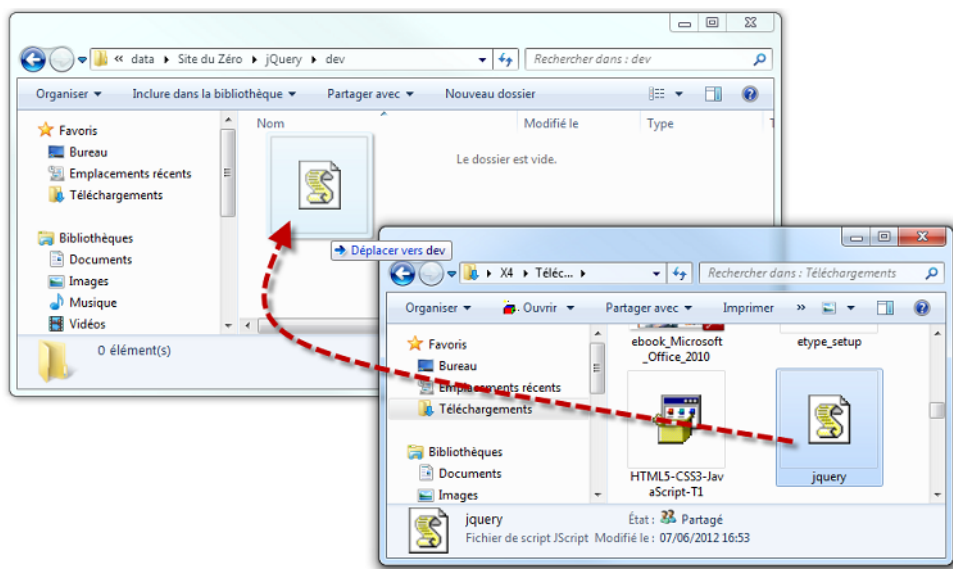 « data ▸ Site du Zéro ▸ jQuery ▸ dev
Rechercher dans : dev
Organiser ▼ Inclure dans la bibliothèque ▼ Partager avec ▼ Nouveau dossier
Favoris
Bureau
Emplacements récents
Téléchargements
Bibliothèques
Documents
Images
Musique
Vidéos
Nom Modifié le Type
Le dossier est vide.
Déplacer vers dev
0 élément(s)
X4 ▸ Téléc... ▸
Rechercher dans : Téléchargements
Organiser ▼ Ouvrir ▼ Partager avec ▼ Imprimer »
Favoris
Bureau
Emplacements récents
Téléchargements
Bibliothèques
Documents
Images
ebook_Microsoft
_Office_2010
etype_setup
HTML5-CSS3-Jav
aScript-T1
jquery
jquery État : Partagé
Fichier de script JScript Modifié le : 07/06/2012 16:53